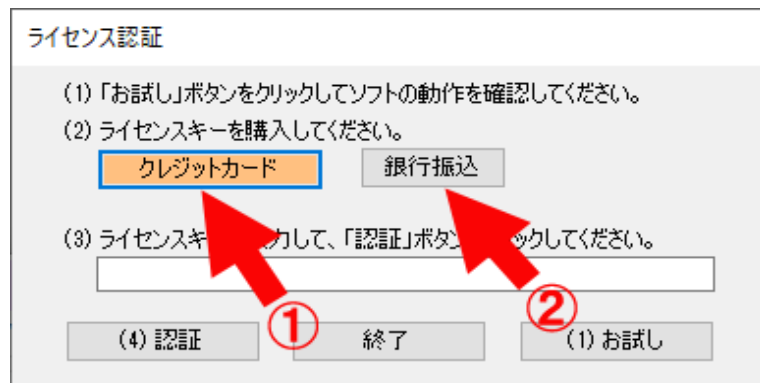 ライセンス認証
(1)「お試し」ボタンをクリックしてソフトの動作を確認してください。
(2) ライセンスキーを購入してください。
クレジットカード 銀行振込
(3) ライセンスキ 力して、「認証」ボタ ックしてください。
① ②
(4) 認証 終了 (1) お試し